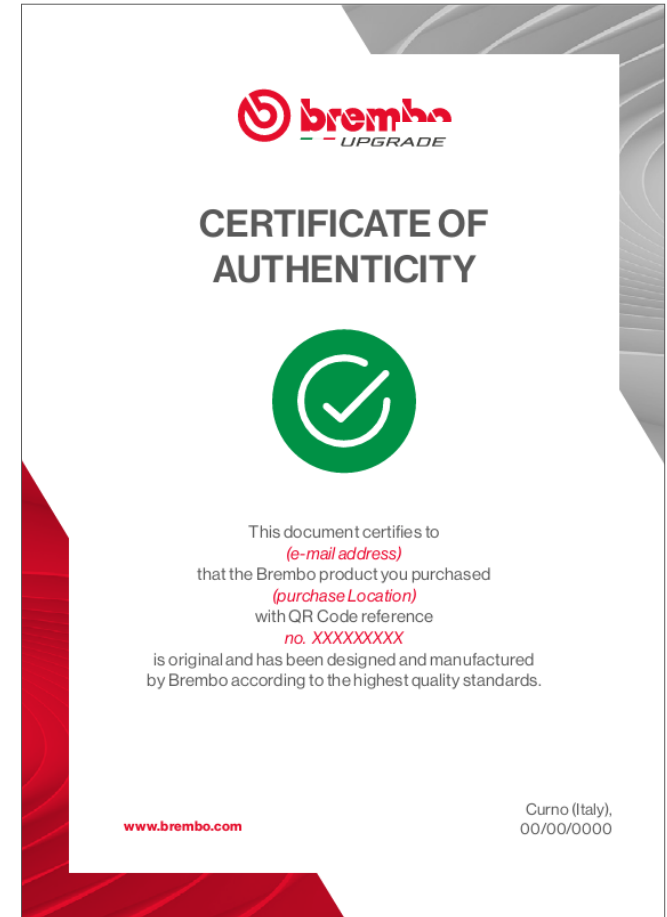 brembo
UPGRADE
CERTIFICATE OF
AUTHENTICITY
This document certifies to
(e-mail address)
that the Brembo product you purchased
(purchase Location)
with QR Code reference
no. XXXXXXXXX
is original and has been designed and manufactured
by Brembo according to the highest quality standards.
www.brembo.com
Curno (Italy),
00/00/0000